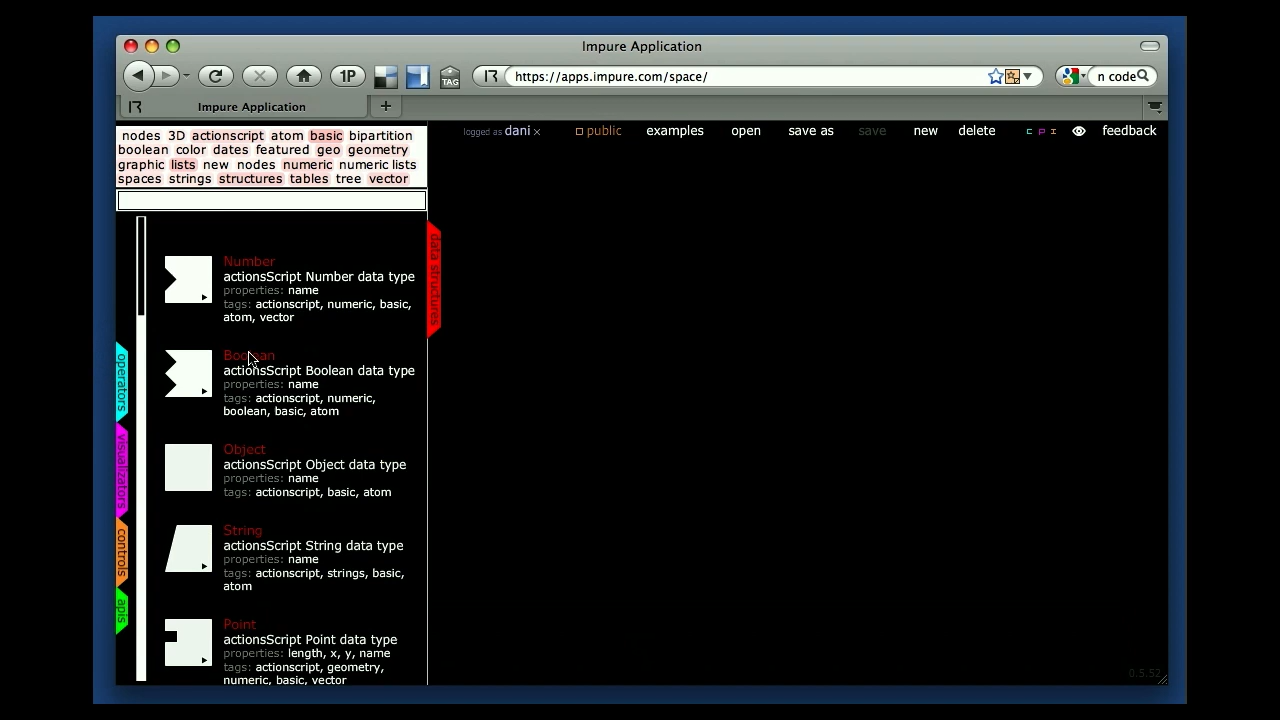 Impure Application
1P
TAG
https://apps.impure.com/space/
n code
Impure Application
nodes 3D actionscript atom basic bipartition
boolean color dates featured geo geometry
graphic lists new nodes numeric numeric lists
spaces strings structures tables tree vector
logged as dani × public examples open save as save new delete c p i feedback
data structures
operators
visualizators
controls
apis
Number
actionsScript Number data type
properties: name
tags: actionscript, numeric, basic,
atom, vector
Boolean
actionsScript Boolean data type
properties: name
tags: actionscript, numeric,
boolean, basic, atom
Object
actionsScript Object data type
properties: name
tags: actionscript, basic, atom
String
actionsScript String data type
properties: name
tags: actionscript, strings, basic,
atom
Point
actionsScript Point data type
properties: length, x, y, name
tags: actionscript, geometry,
numeric, basic, vector
0.5.52